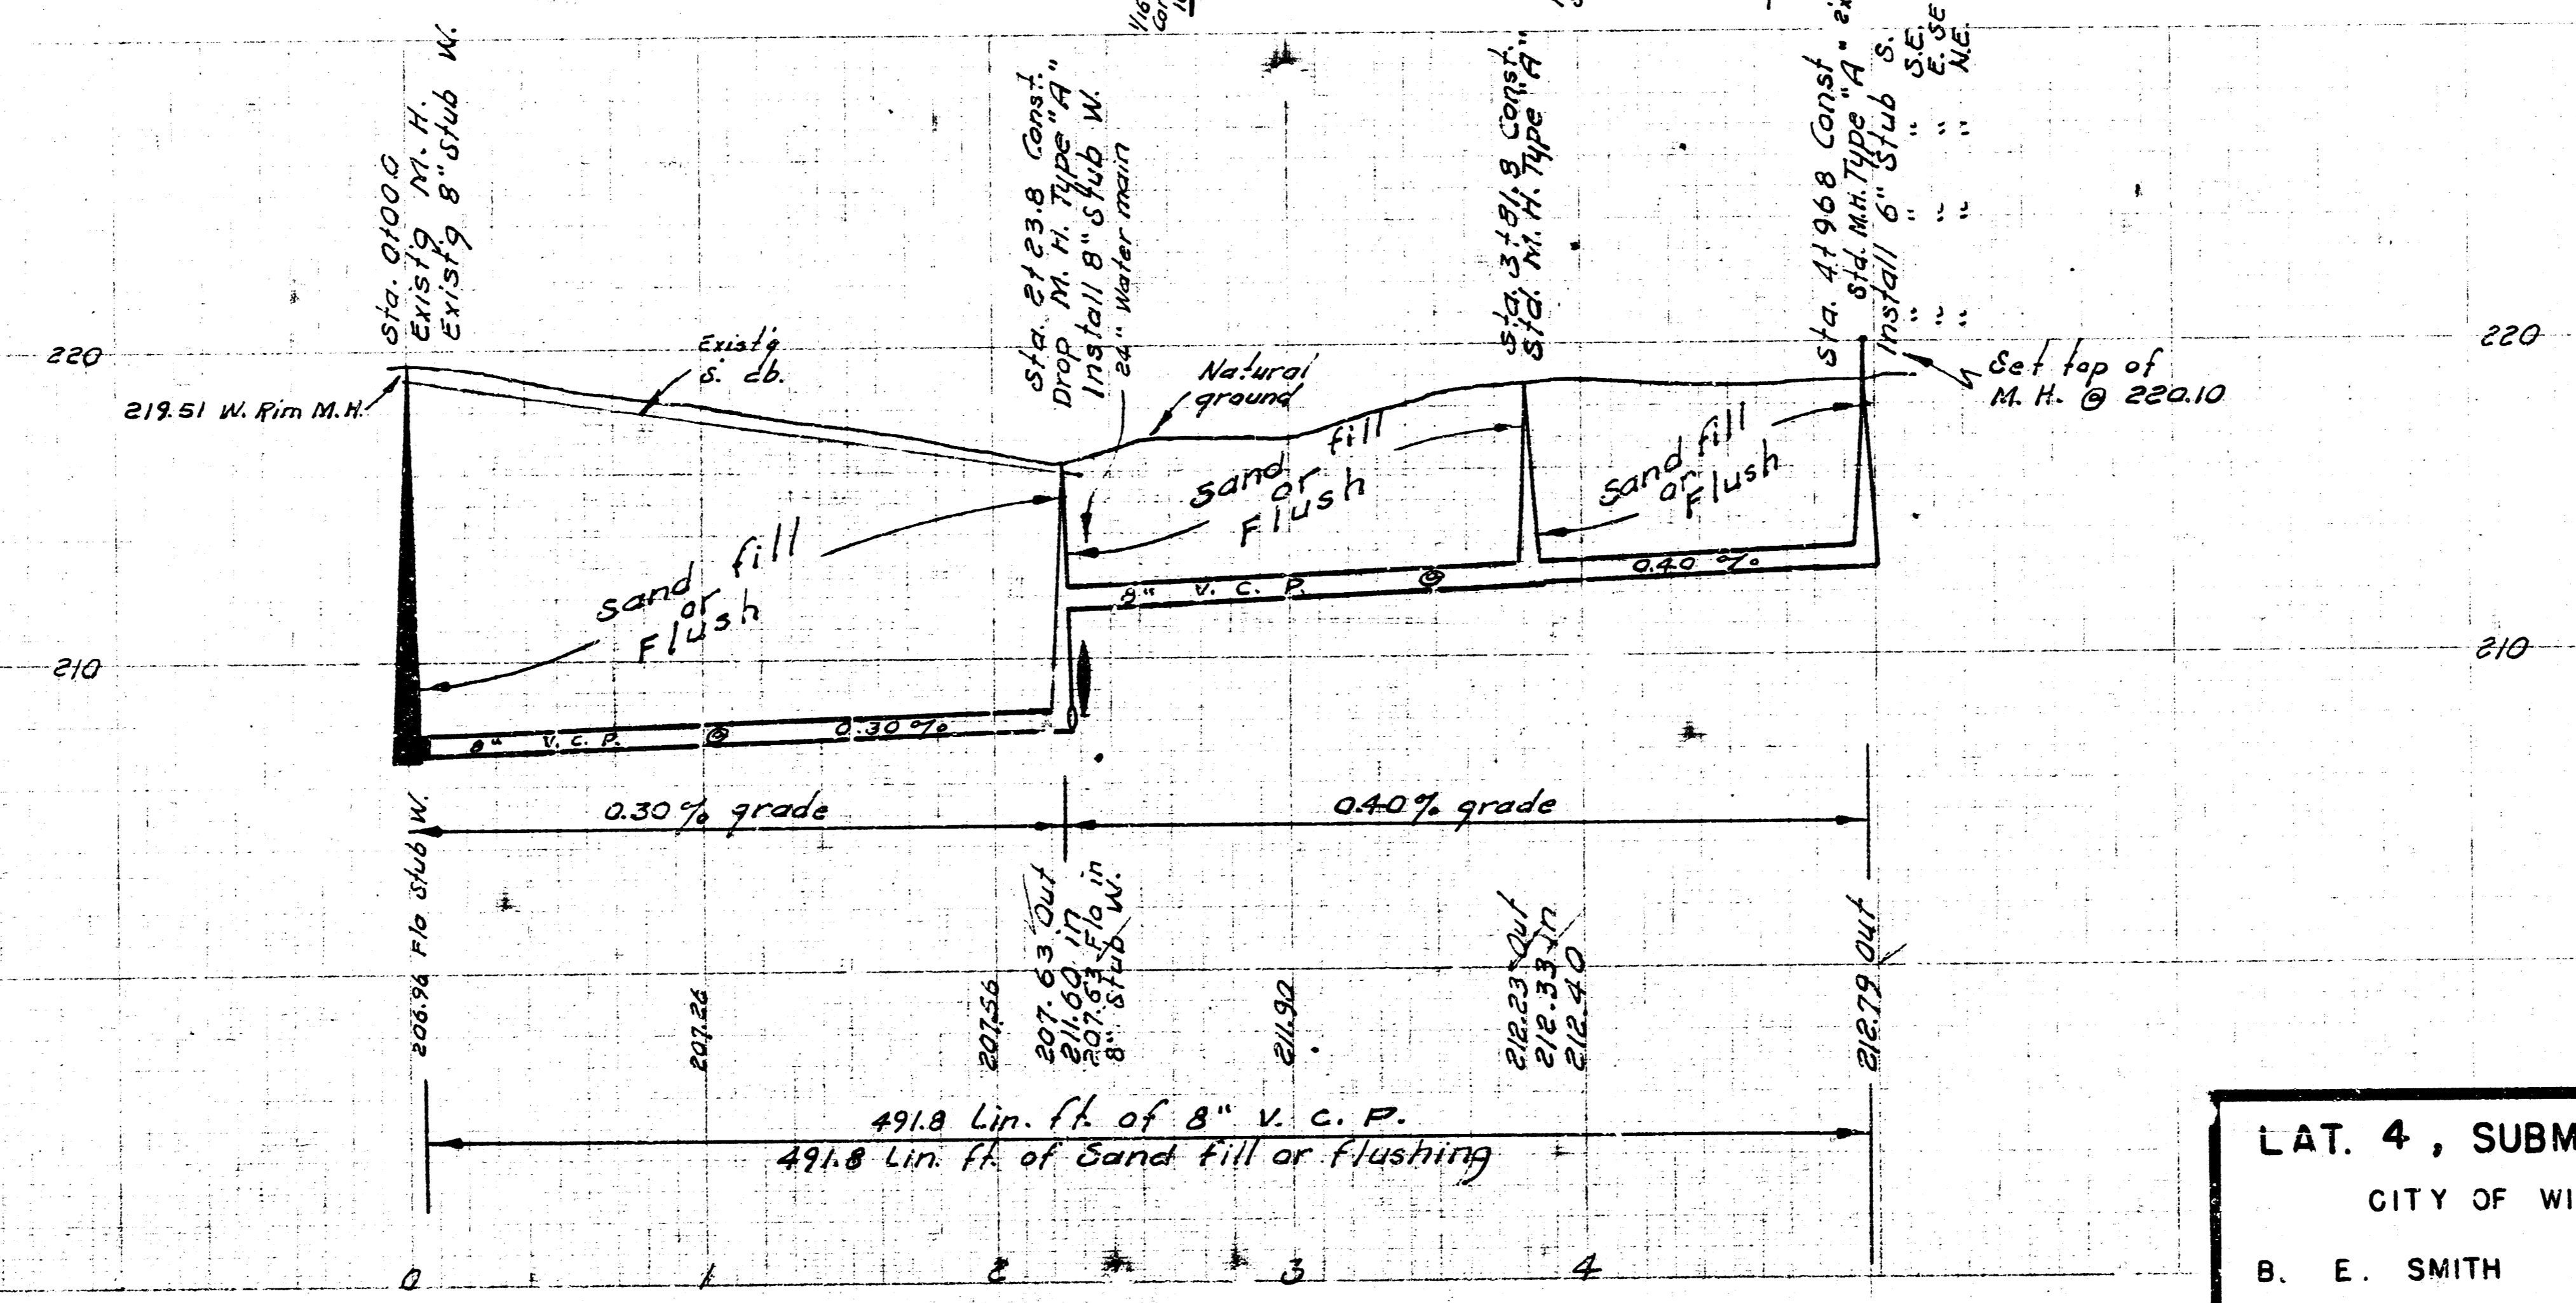 1/16
Cor
Sta. 0+00.0
Exist'g M. H.
Exist'g 8" Stub W.
Sta. 2+23.8 Const.
Drop M. H. Type "A"
Install 8" Stub W.
24" Water main
Sta. 3+81.8 Const.
Std. M. H. Type "A"
Sta. 4+96.8 Const
Std. M.H. Type "A"
Install 6" Stub S.
" " " S.E.
" " " E. SE
" " " N.E.
220
220
219.51 W. Rim M.H.
Exist'g
S. cb.
Natural
ground
Set top of
M. H. @ 220.10
Sand fill
or
Flush
Sand fill
or
Flush
Sand fill
or
Flush
210
210
8" V. C. P. @ 0.30 %
8" V. C. P. @ 0.40 %
0.30 % grade
0.40 % grade
206.96 Flo Stub W.
207.26
207.56
207.63 Out
211.60 in
207.63 Flo in
8" Stub W.
211.90
212.23 Out
212.33 in
212.40
212.79 Out
491.8 Lin. ft. of 8" V. C. P.
491.8 Lin. ft. of Sand fill or flushing
0 1 2 3 4
LAT. 4 , SUBM
CITY OF WI
B. E. SMITH